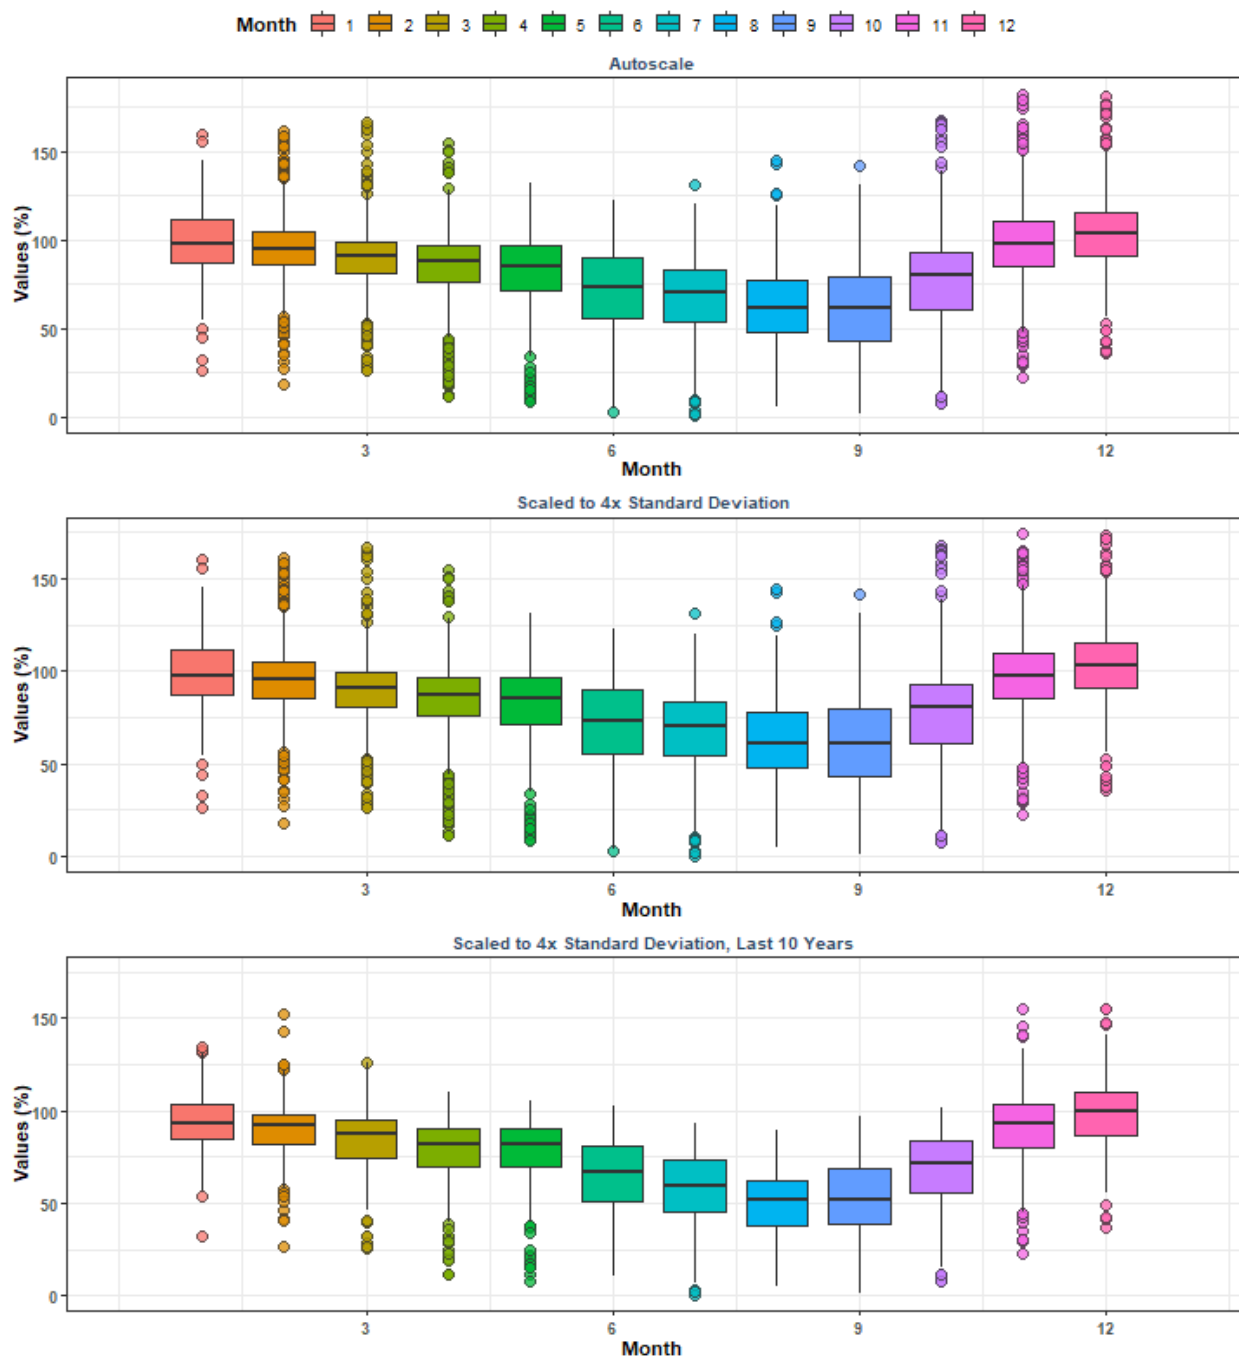 Month 1 2 3 4 5 6 7 8 9 10 11 12
Autoscale
Values (%)
150
100
50
0
3 6 9 12
Month
Scaled to 4x Standard Deviation
Values (%)
150
100
50
0
3 6 9 12
Month
Scaled to 4x Standard Deviation, Last 10 Years
Values (%)
150
100
50
0
3 6 9 12
Month